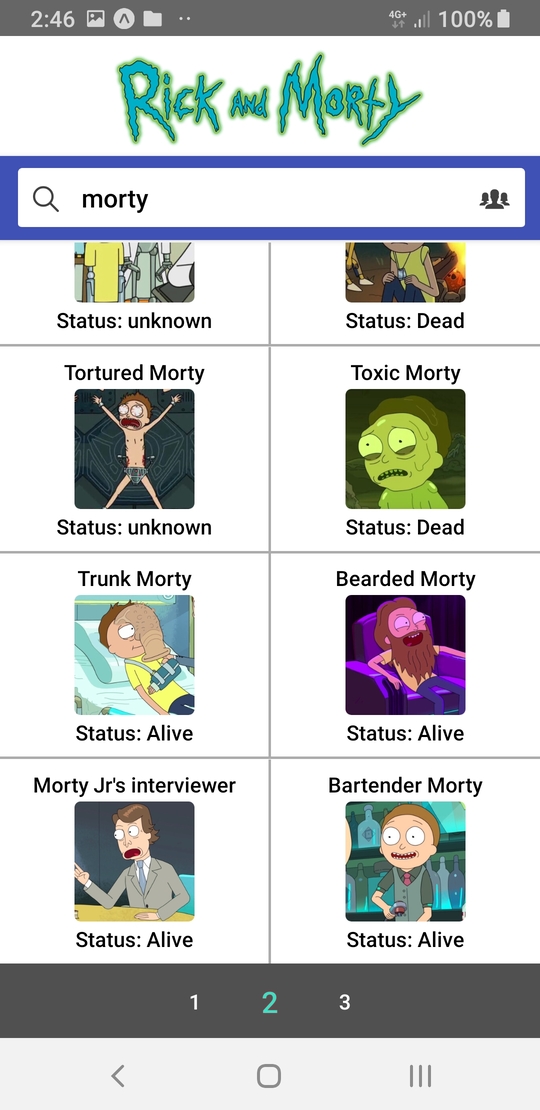 2:46 4G+ 100%
Rick and Morty
morty
Status: unknown Status: Dead
Tortured Morty Toxic Morty
Status: unknown Status: Dead
Trunk Morty Bearded Morty
Status: Alive Status: Alive
Morty Jr's interviewer Bartender Morty
Status: Alive Status: Alive
1 2 3